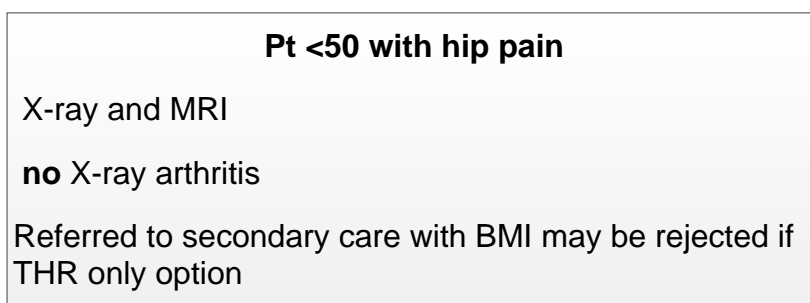 Pt <50 with hip pain
X-ray and MRI
no X-ray arthritis
Referred to secondary care with BMI may be rejected if
THR only option